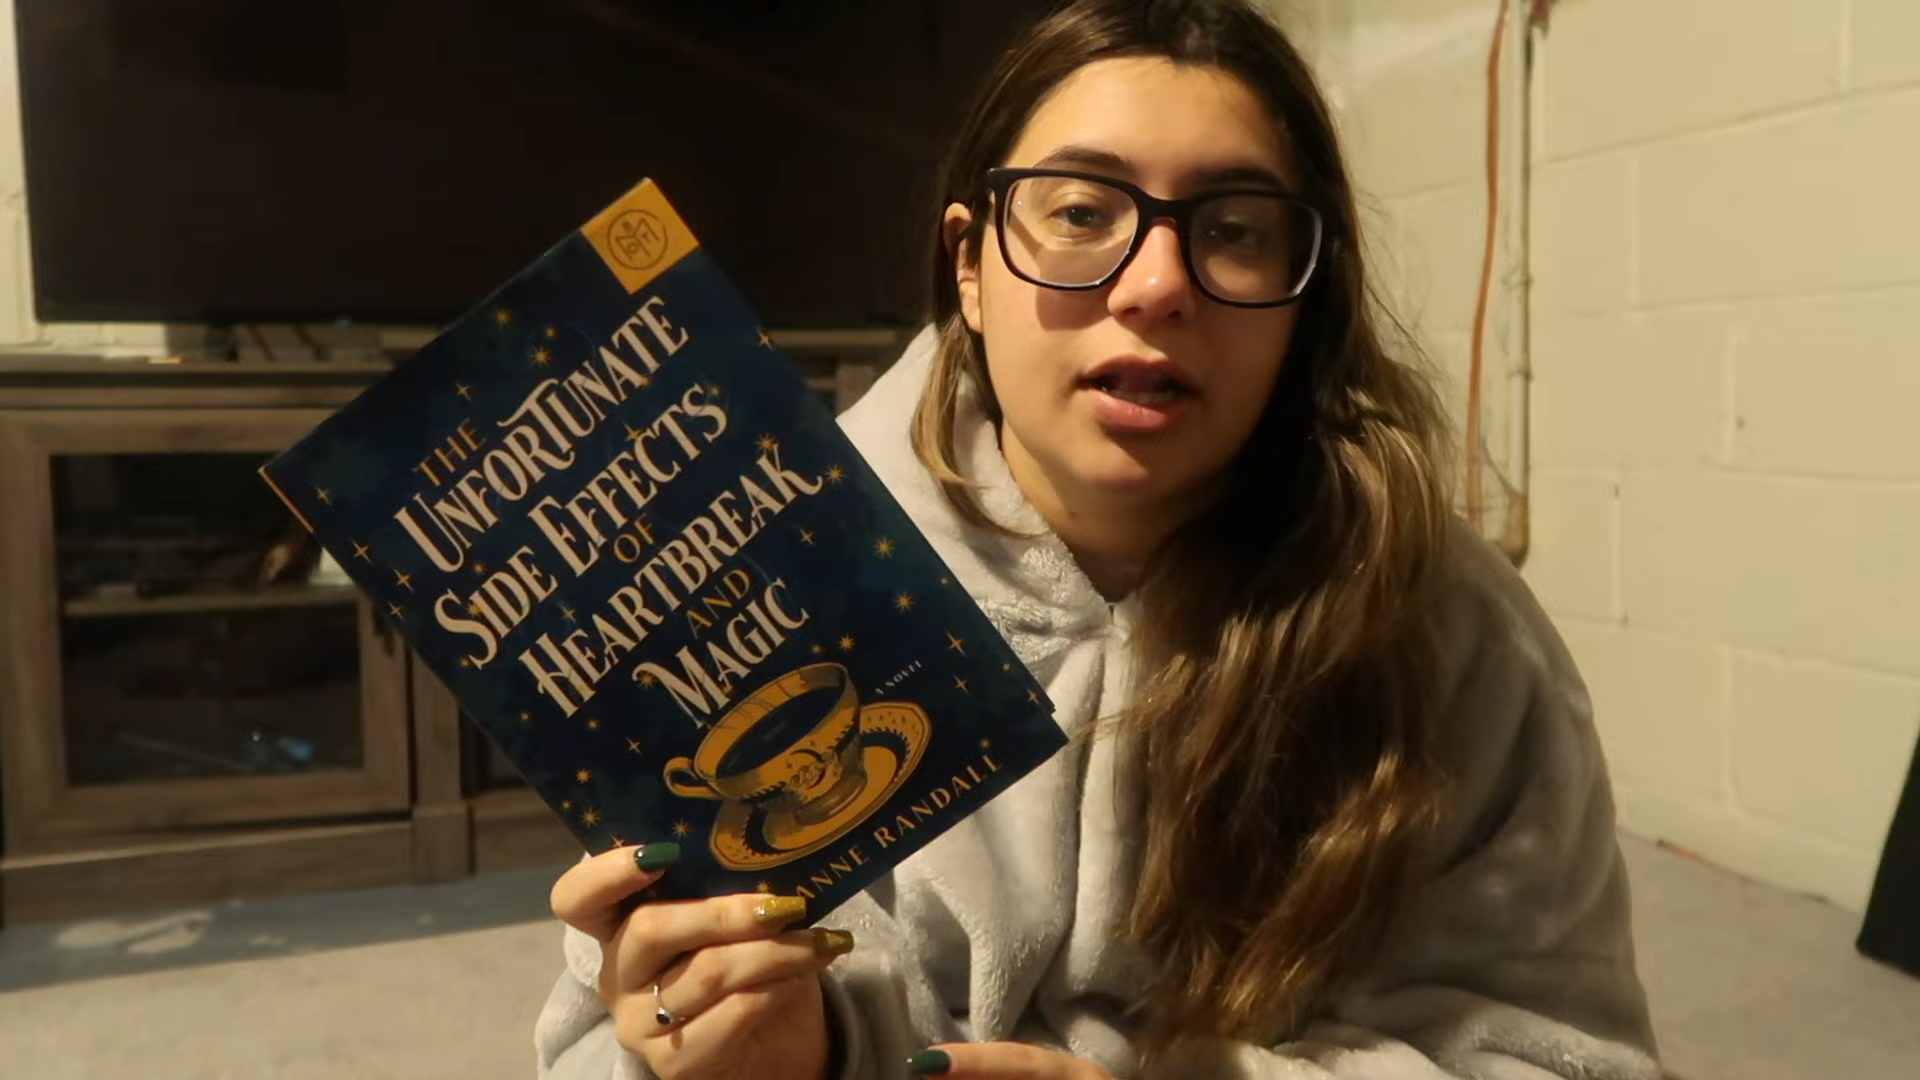 THE
UNFORTUNATE
SIDE EFFECTS
OF
HEARTBREAK
AND
MAGIC
A NOVEL
ANNE RANDALL